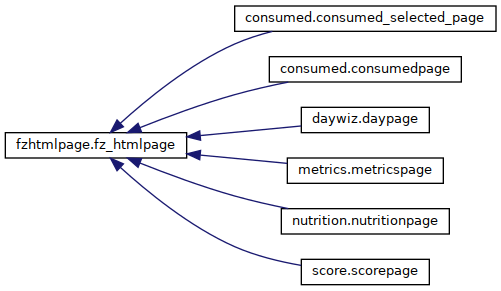 consumed.consumed_selected_page
consumed.consumedpage
daywiz.daypage
fzhtmlpage.fz_htmlpage
metrics.metricspage
nutrition.nutritionpage
score.scorepage